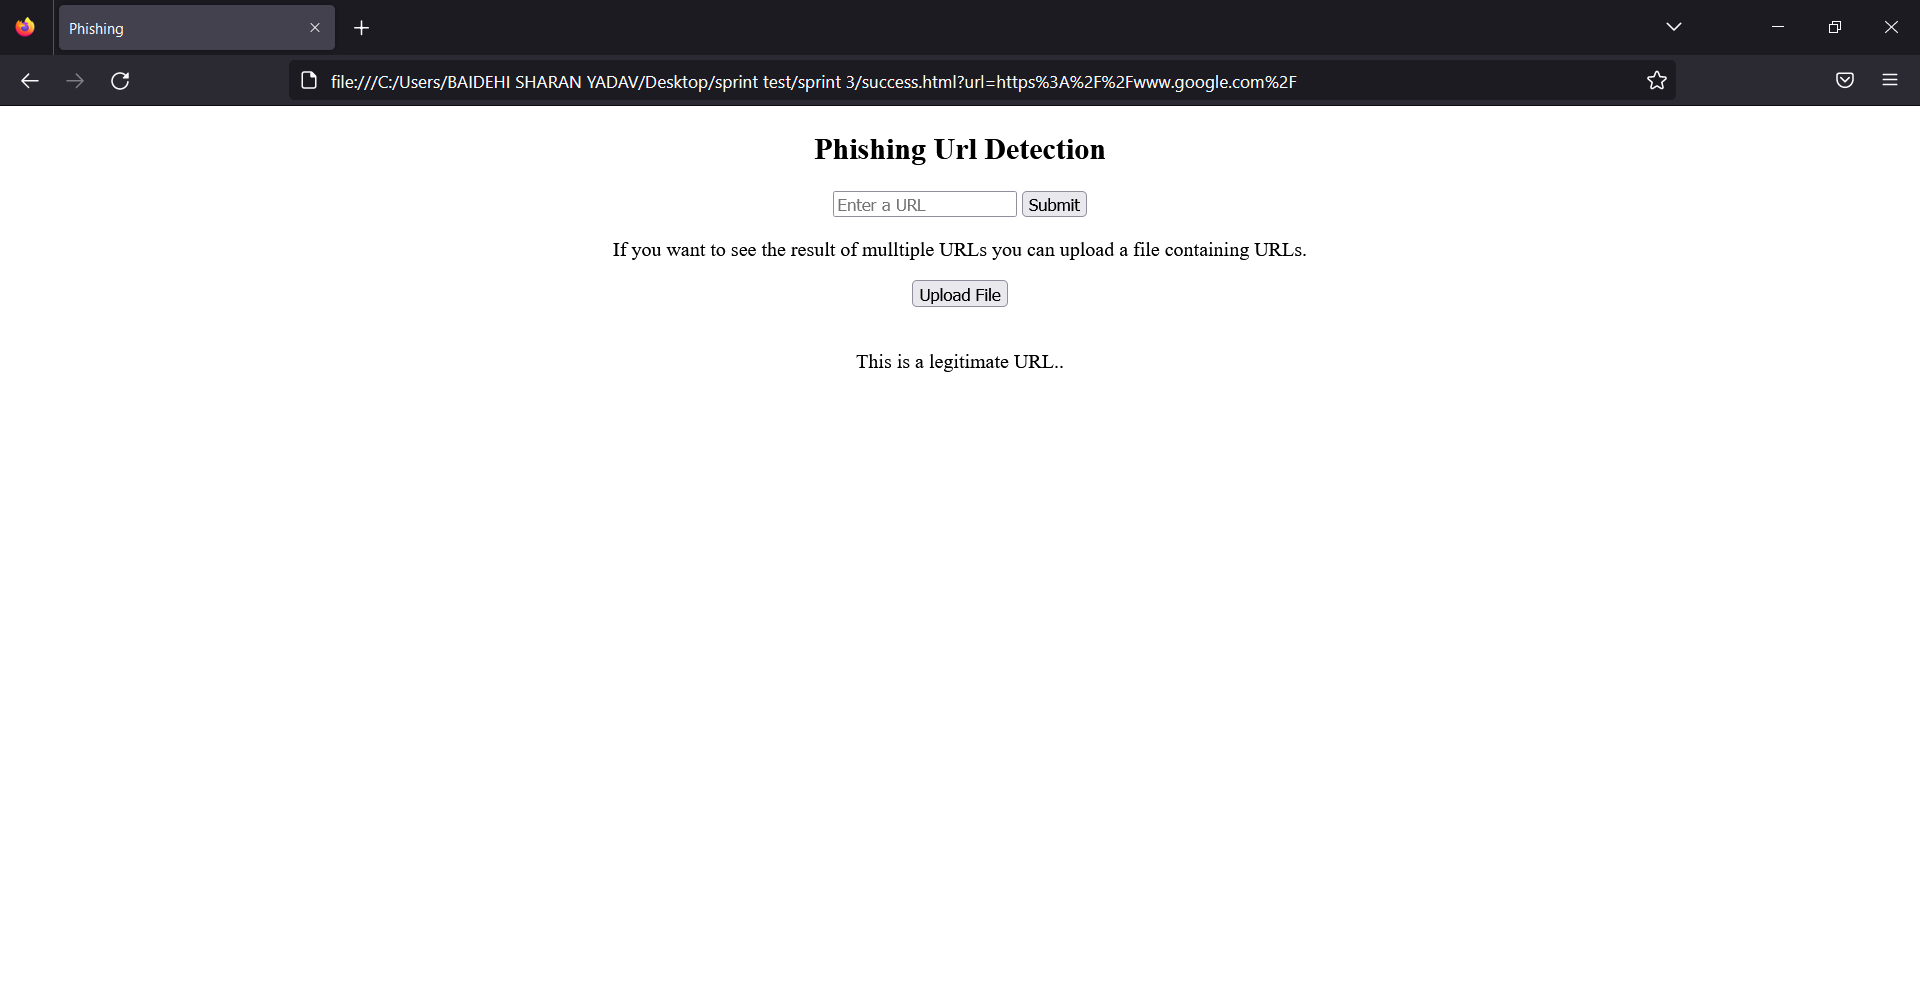 Phishing
file:///C:/Users/BAIDEHI SHARAN YADAV/Desktop/sprint test/sprint 3/success.html?url=https%3A%2F%2Fwww.google.com%2F
Phishing Url Detection
Enter a URL Submit
If you want to see the result of mulltiple URLs you can upload a file containing URLs.
Upload File
This is a legitimate URL..